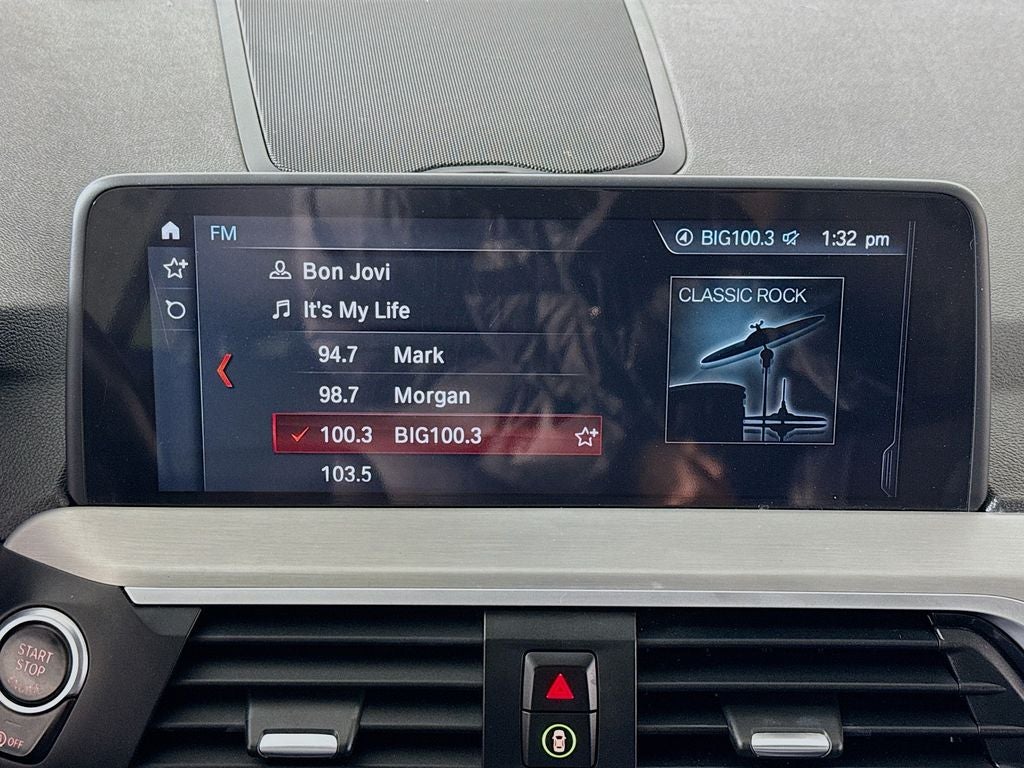 FM
BIG100.3 1:32 pm
Bon Jovi
It's My Life
CLASSIC ROCK
94.7 Mark
98.7 Morgan
100.3 BIG100.3
103.5
START
STOP
OFF